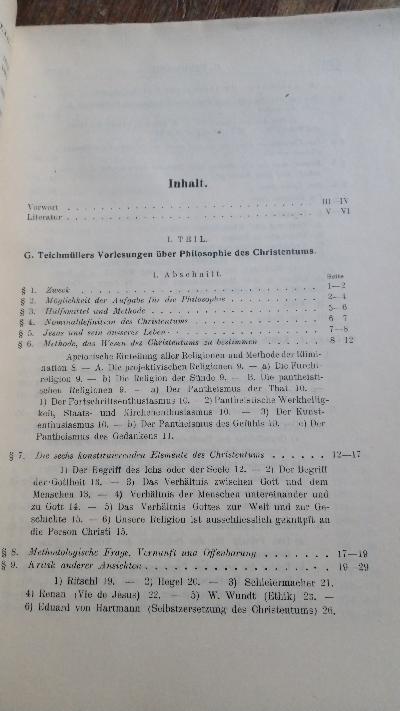 Inhalt.
Vorwort . . . . . . . . . . . . . . . . . . . . . III—IV
Literatur . . . . . . . . . . . . . . . . . . . . . V—VI
I. TEIL.
G. Teichmüllers Vorlesungen über Philosophie des Christentums.
1. Abschnitt.
Seite
§ 1. Zweck . . . . . . . . . . . . . . . . . . 1—2
§ 2. Möglichkeit der Aufgabe für die Philosophie . . . . . . . 2—4
§ 3. Hülfsmittel und Methode . . . . . . . . . . . . 5—6
§ 4. Nominaldefinition des Christentums . . . . . . . . . 6—7
§ 5. Jesus und sein äusseres Leben . . . . . . . . . . . 7—8
§ 6. Methode, das Wesen des Christentums zu bestimmen . . . . 8—12
Apriorische Einteilung aller Religionen und Methode der Elimi-
nation 8. — A. Die projektivischen Religionen 9. — a) Die Furcht-
religion 9. — b) Die Religion der Sünde 9. — B. Die pantheisti-
schen Religionen 9. — a) Der Pantheismus der That 10. —
1) Der Fortschrittsenthusiasmus 10. — 2) Pantheistische Werkheilig-
keit, Staats- und Kirchenenthusiasmus 10. — 3) Der Kunst-
enthusiasmus 10. — b) Der Pantheismus des Gefühls 10. — c) Der
Pantheismus des Gedankens 11.
§ 7. Die sechs konstituierenden Elemente des Christentums . . . . . . 12—17
1) Der Begriff des Ichs oder der Seele 12. — 2) Der Begriff
der Gottheit 13. — 3) Das Verhältnis zwischen Gott und dem
Menschen 13. — 4) Verhältnis der Menschen untereinander und
zu Gott 14. — 5) Das Verhältnis Gottes zur Welt und zur Ge-
schichte 15. — 6) Unsere Religion ist ausschliesslich geknüpft an
die Person Christi 15.
§ 8. Methodologische Frage, Vernunft und Offenbarung . . . . . . . 17—19
§ 9. Kritik anderer Ansichten . . . . . . . . . . . . . . . . 19—29
1) Ritschl 19. — 2) Hegel 20. — 3) Schleiermacher 21.
4) Renan (Vie de Jesus) 22. — 5) W. Wundt (Ethik) 23. —
6) Eduard von Hartmann (Selbstzersetzung des Christentums) 26.